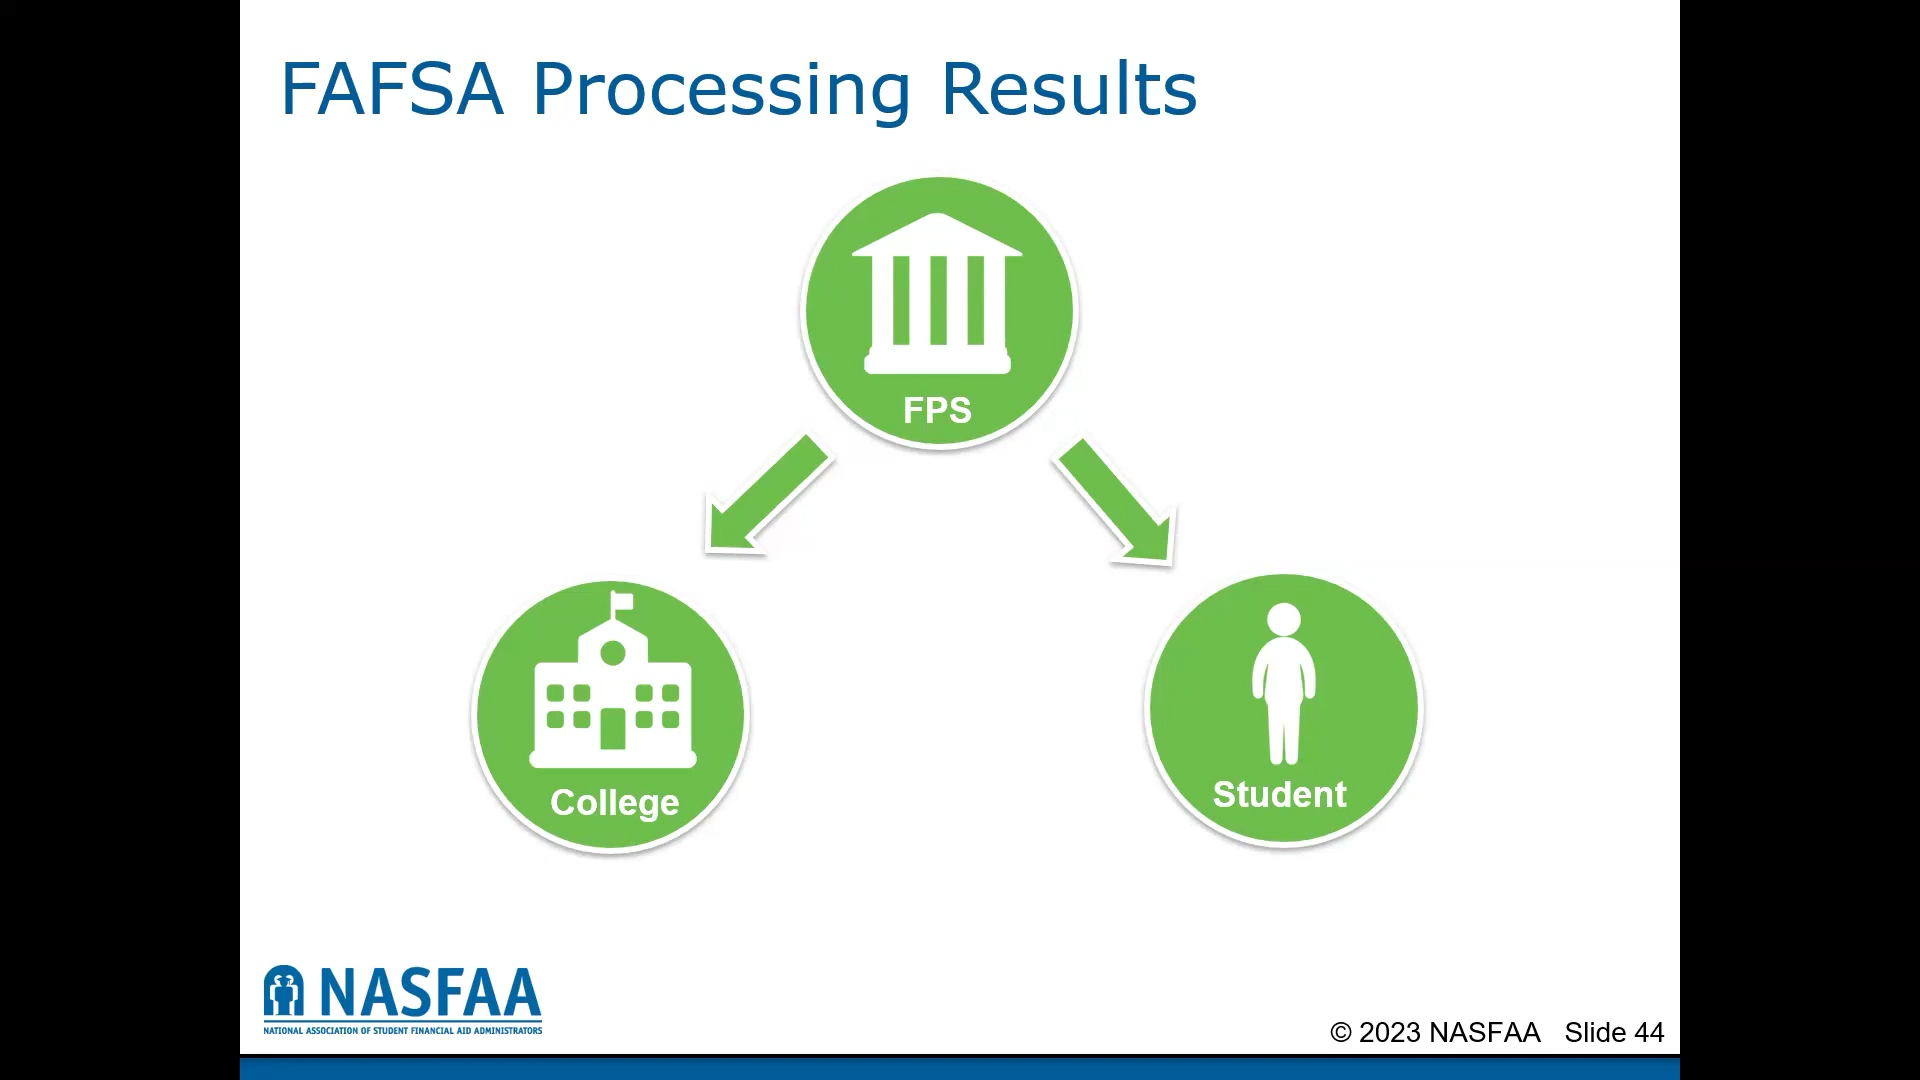 FAFSA Processing Results
FPS
College
Student
NASFAA
NATIONAL ASSOCIATION OF STUDENT FINANCIAL AID ADMINISTRATORS
© 2023 NASFAA Slide 44